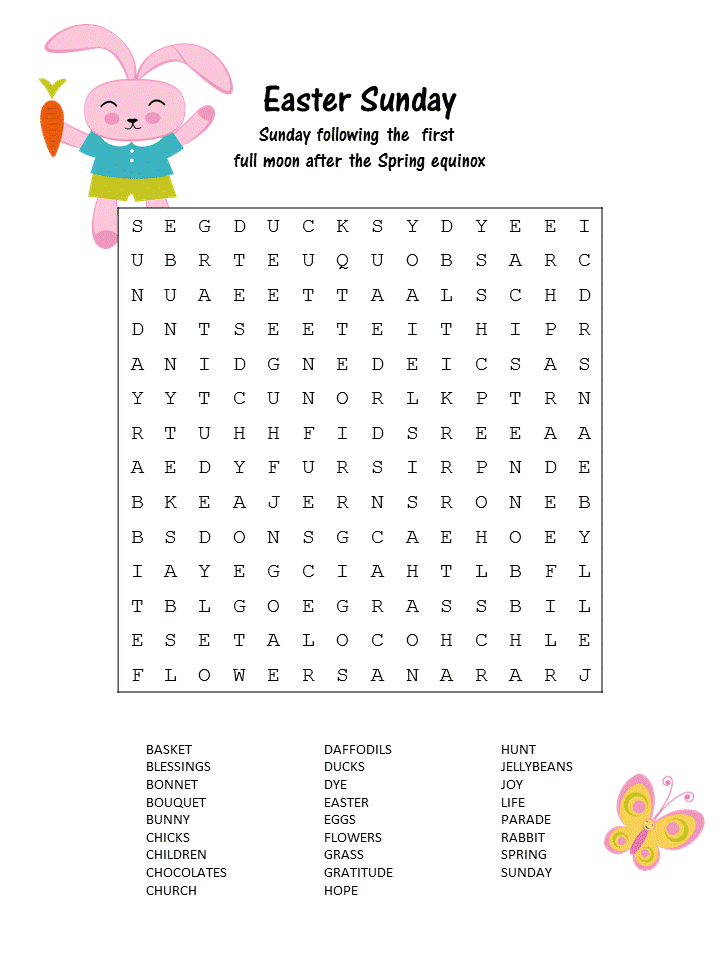 Easter Sunday
Sunday following the first
full moon after the Spring equinox
S E G D U C K S Y D Y E E I
U B R T E U Q U O B S A R C
N U A E E T T A A L S C H D
D N T S E E T E I T H I P R
A N I D G N E D E I C S A S
Y Y T C U N O R L K P T R N
R T U H H F I D S R E E A A
A E D Y F U R S I R P N D E
B K E A J E R N S R O N E B
B S D O N S G C A E H O E Y
I A Y E G C I A H T L B F L
T B L G O E G R A S S B I L
E S E T A L O C O H C H L E
F L O W E R S A N A R A R J
BASKET DAFFODILS HUNT
BLESSINGS DUCKS JELLYBEANS
BONNET DYE JOY
BOUQUET EASTER LIFE
BUNNY EGGS PARADE
CHICKS FLOWERS RABBIT
CHILDREN GRASS SPRING
CHOCOLATES GRATITUDE SUNDAY
CHURCH HOPE